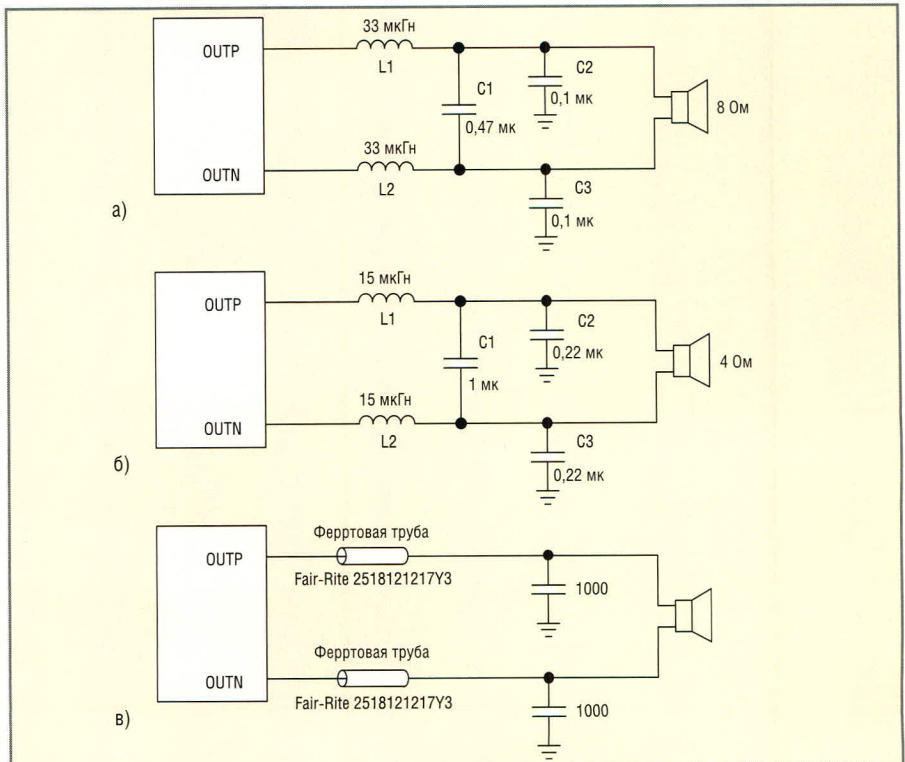 33 мкГн
OUTP
L1
C1
C2
0,1 мк
8 Ом
0,47 мк
33 мкГн
OUTN
L2
C3
0,1 мк
а)
15 мкГн
OUTP
L1
C1
C2
0,22 мк
4 Ом
1 мк
15 мкГн
OUTN
L2
C3
0,22 мк
б)
Ферртовая труба
OUTP
Fair-Rite 2518121217Y3
1000
Ферртовая труба
OUTN
Fair-Rite 2518121217Y3
1000
в)